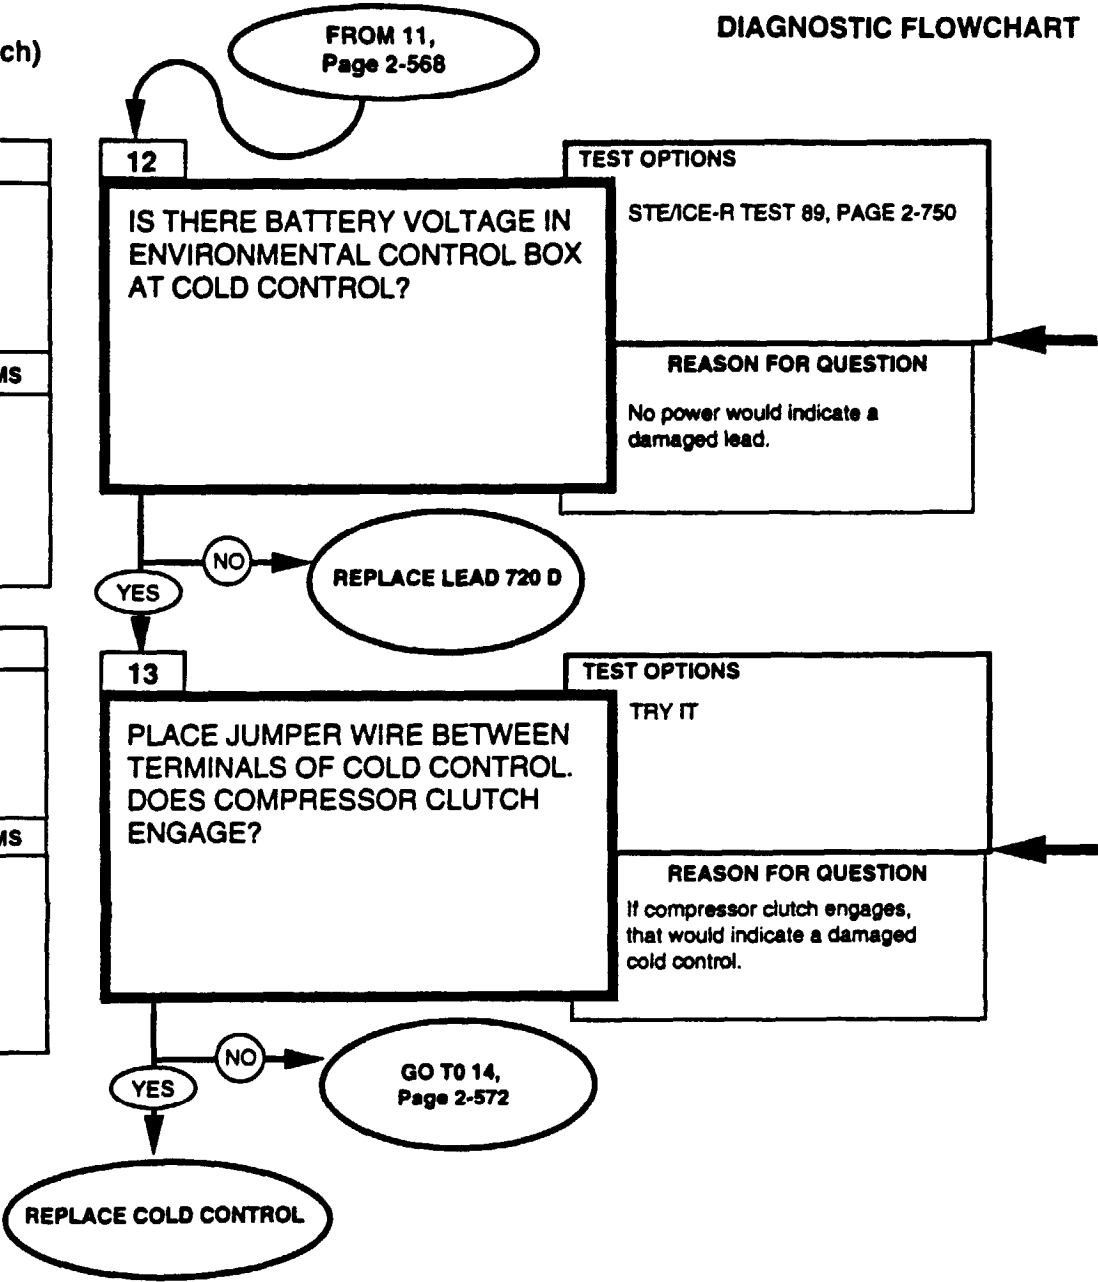 DIAGNOSTIC FLOWCHART
ch)
FROM 11,
Page 2-568
12
IS THERE BATTERY VOLTAGE IN
ENVIRONMENTAL CONTROL BOX
AT COLD CONTROL?
TEST OPTIONS
STE/ICE-R TEST 89, PAGE 2-750
REASON FOR QUESTION
No power would indicate a
damaged lead.
MS
NO
REPLACE LEAD 720 D
YES
13
PLACE JUMPER WIRE BETWEEN
TERMINALS OF COLD CONTROL.
DOES COMPRESSOR CLUTCH
ENGAGE?
TEST OPTIONS
TRY IT
REASON FOR QUESTION
If compressor clutch engages,
that would indicate a damaged
cold control.
MS
NO
GO TO 14,
Page 2-572
YES
REPLACE COLD CONTROL